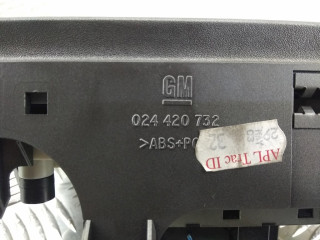 GM
024 420 732
>ABS+PC
APL Trac ID